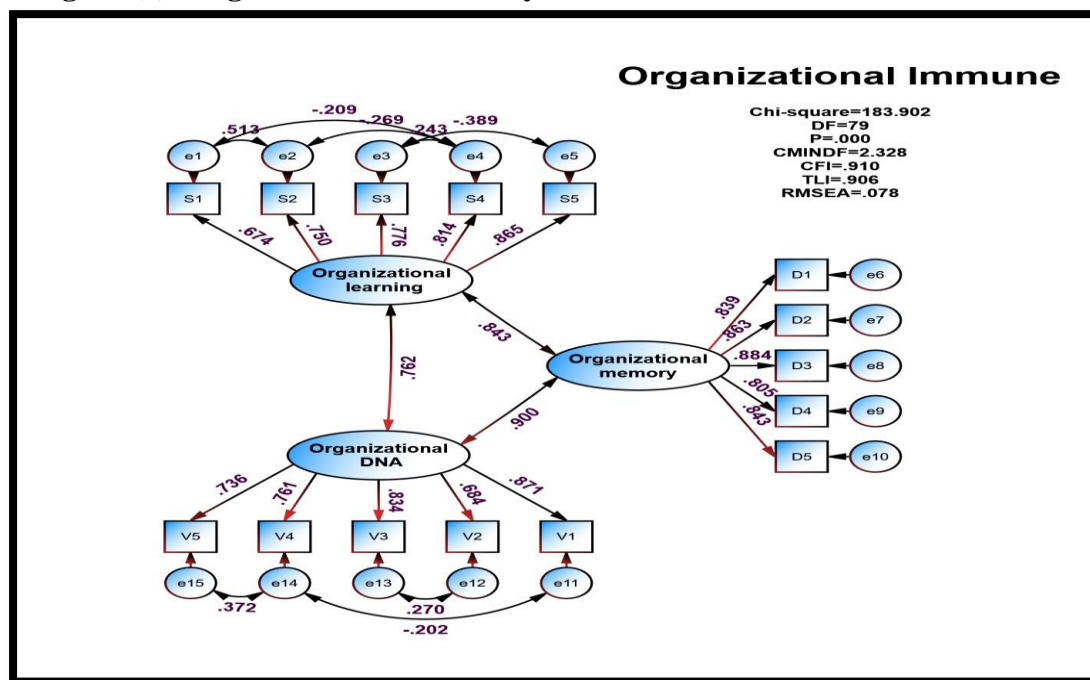 Organizational Immune
Chi-square=183.902
DF=79
P=.000
CMINDF=2.328
CFI=.910
TLI=.906
RMSEA=.078
-.209
.513
-.269
.243
-.389
e1
e2
e3
e4
e5
S1
S2
S3
S4
S5
.674
.750
.776
.814
.865
Organizational
learning
.843
.900
Organizational
memory
.839
.863
.884
.805
.843
D1
e6
D2
e7
D3
e8
D4
e9
D5
e10
Organizational
DNA
.736
.761
.834
.684
.871
V5
V4
V3
V2
V1
e15
e14
e13
e12
e11
.372
.270
-.202